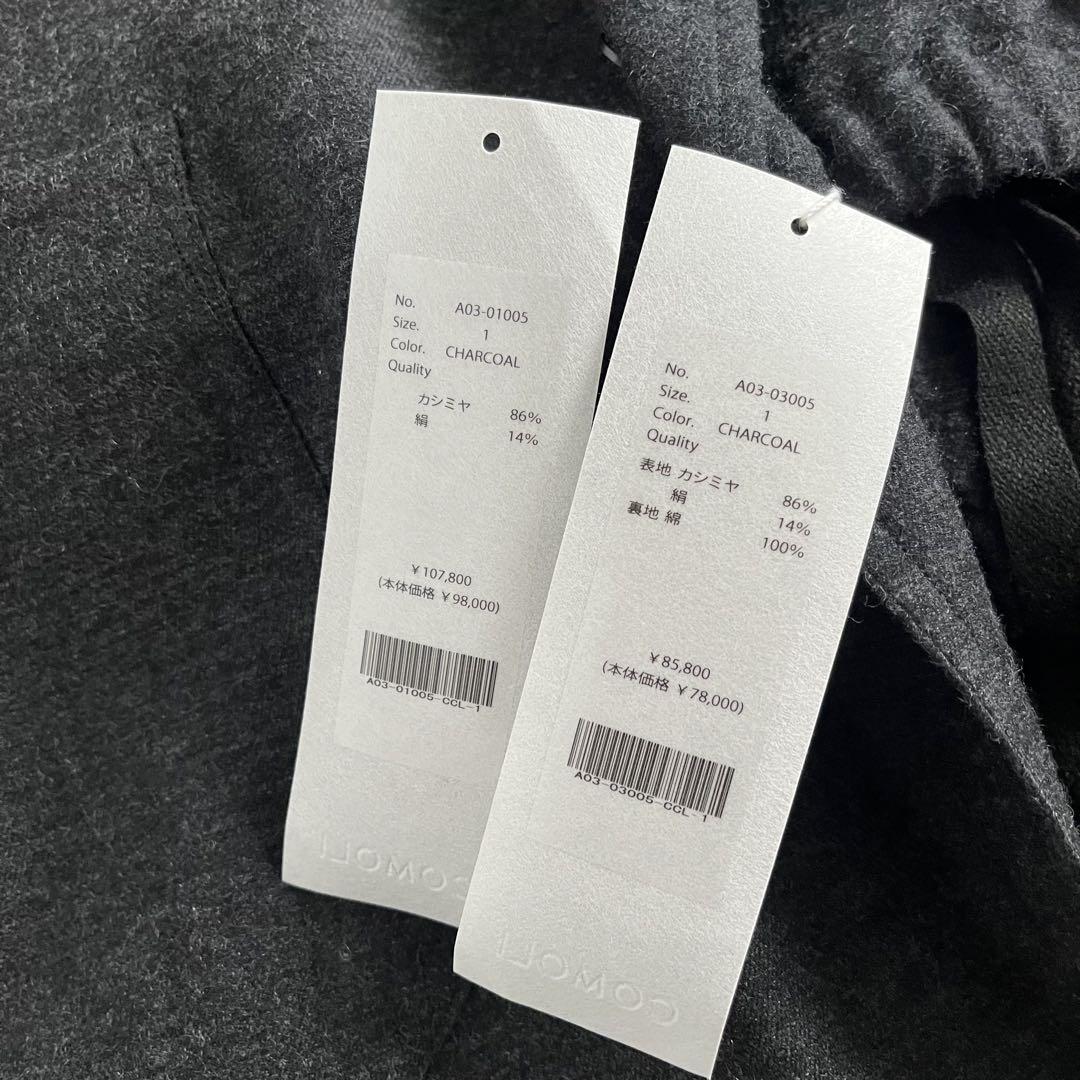 No. A03-01005
Size. 1
Color. CHARCOAL
Quality
カシミヤ 86%
絹 14%
¥107,800
(本体価格 ¥98,000)
A03-01005-CCL-1
COMOLI
No. A03-03005
Size. 1
Color. CHARCOAL
Quality
表地 カシミヤ 86%
絹 14%
裏地 綿 100%
¥85,800
(本体価格 ¥78,000)
A03-03005-CCL-1
COMOLI